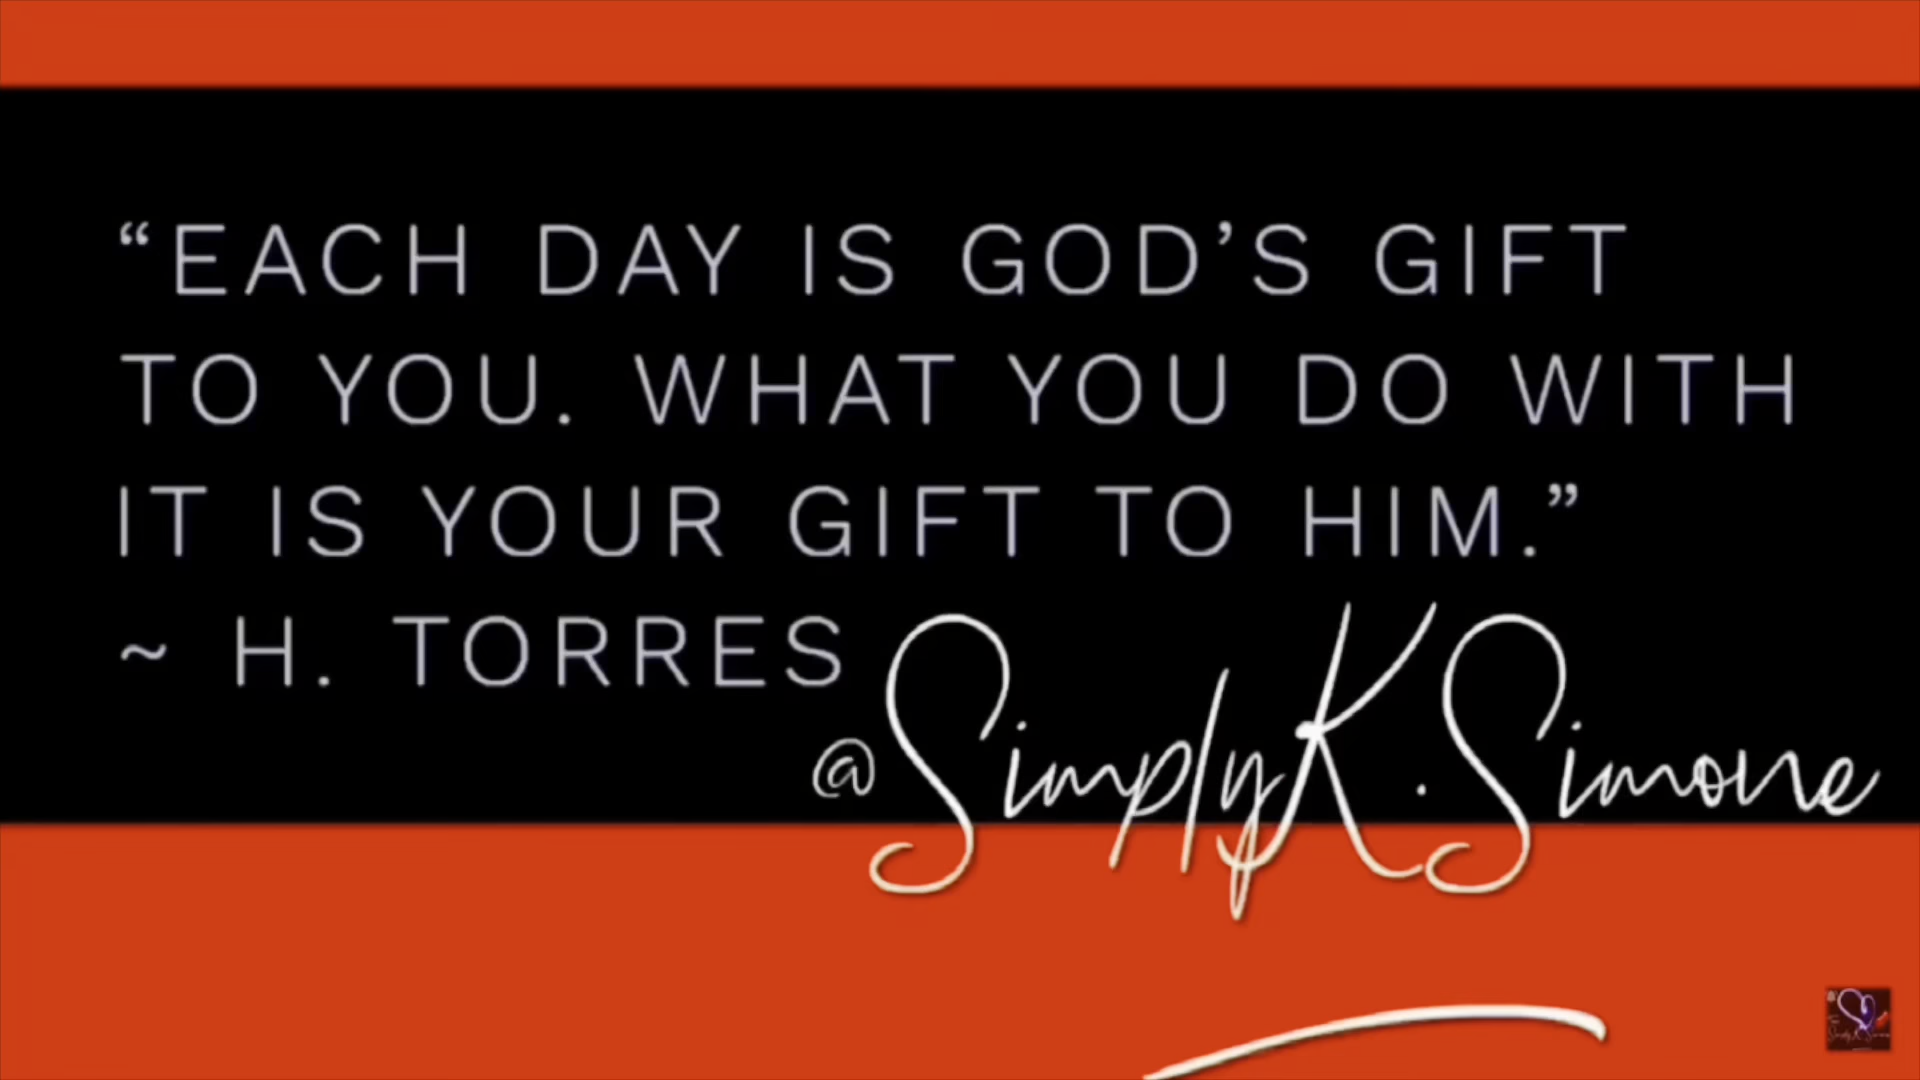 “EACH DAY IS GOD’S GIFT
TO YOU. WHAT YOU DO WITH
IT IS YOUR GIFT TO HIM.”
~ H. TORRES
@SimplyK.Simone